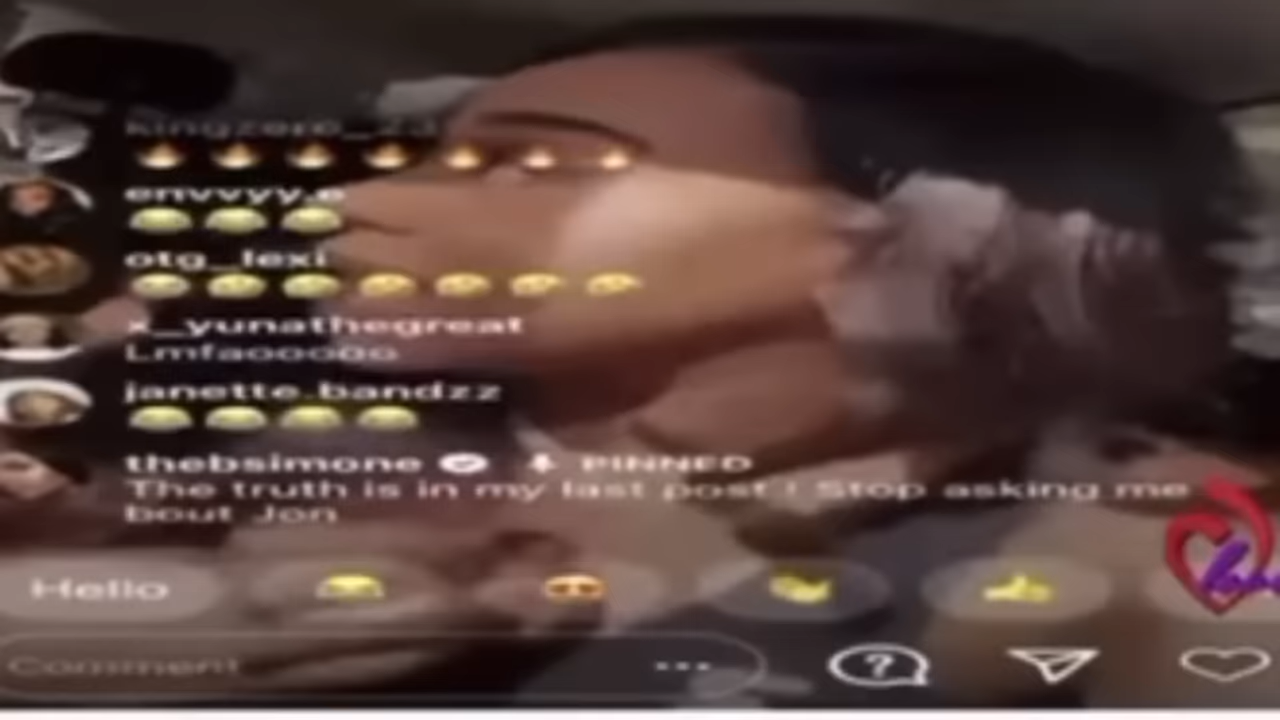 envvyy.e
otg_lexi
x_yunathegreat
Lmfaooooo
janette.bandzz
thebsimone PINNED
The truth is in my last post ! Stop asking me
bout Jon
Hello
Comment
?